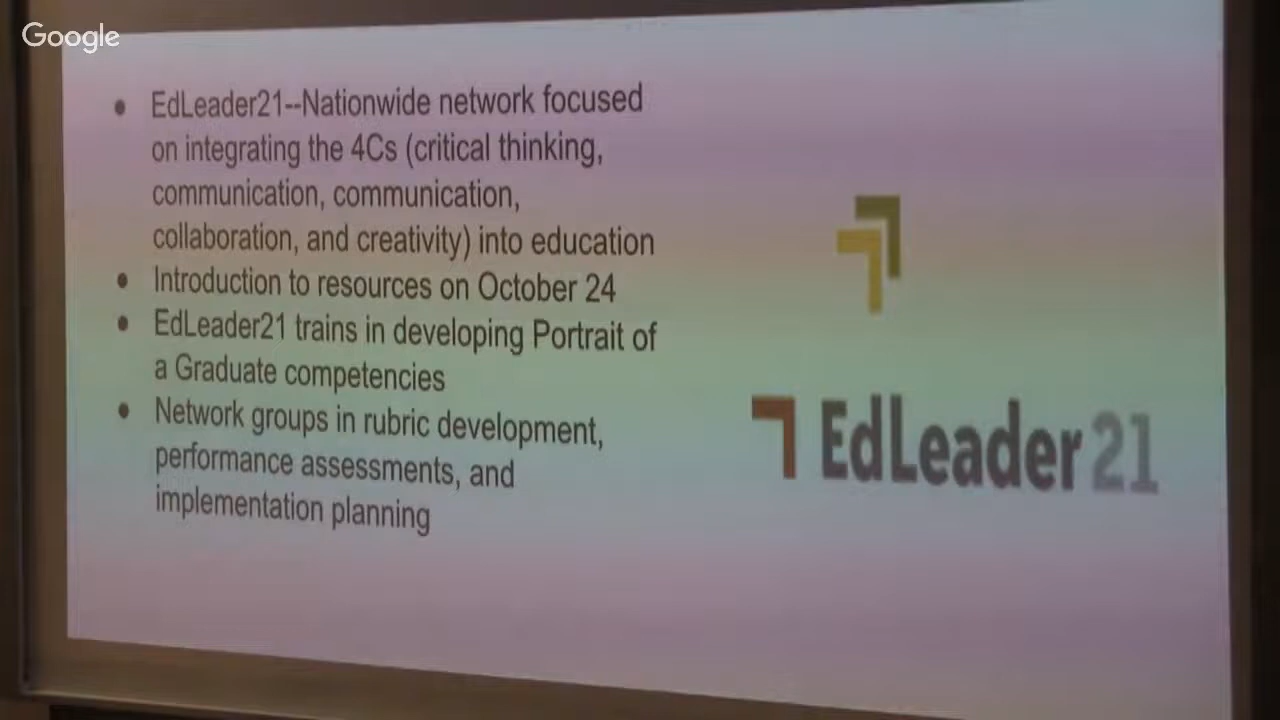 Google
● EdLeader21--Nationwide network focused
on integrating the 4Cs (critical thinking,
communication, communication,
collaboration, and creativity) into education
● Introduction to resources on October 24
● EdLeader21 trains in developing Portrait of
a Graduate competencies
● Network groups in rubric development,
performance assessments, and
implementation planning
EdLeader21